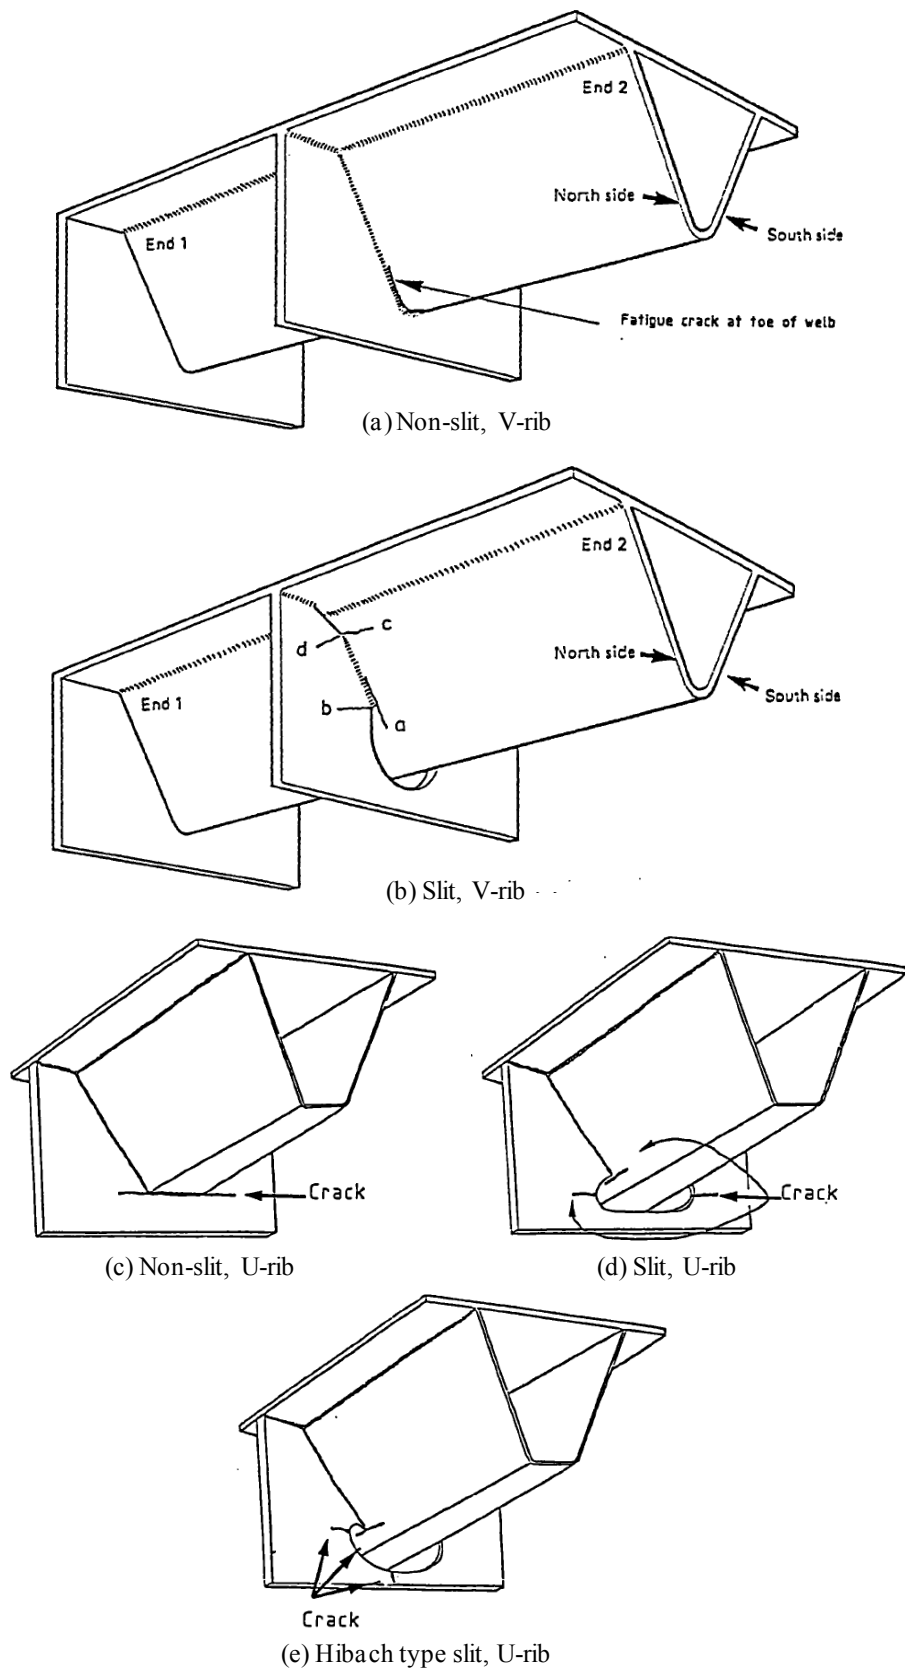 End 2
North side
End 1
South side
Fatigue crack at toe of welb
(a) Non-slit, V-rib
End 2
c
d
North side
End 1
b
South side
a
(b) Slit, V-rib
Crack
Crack
(c) Non-slit, U-rib
(d) Slit, U-rib
Crack
(e) Hibach type slit, U-rib